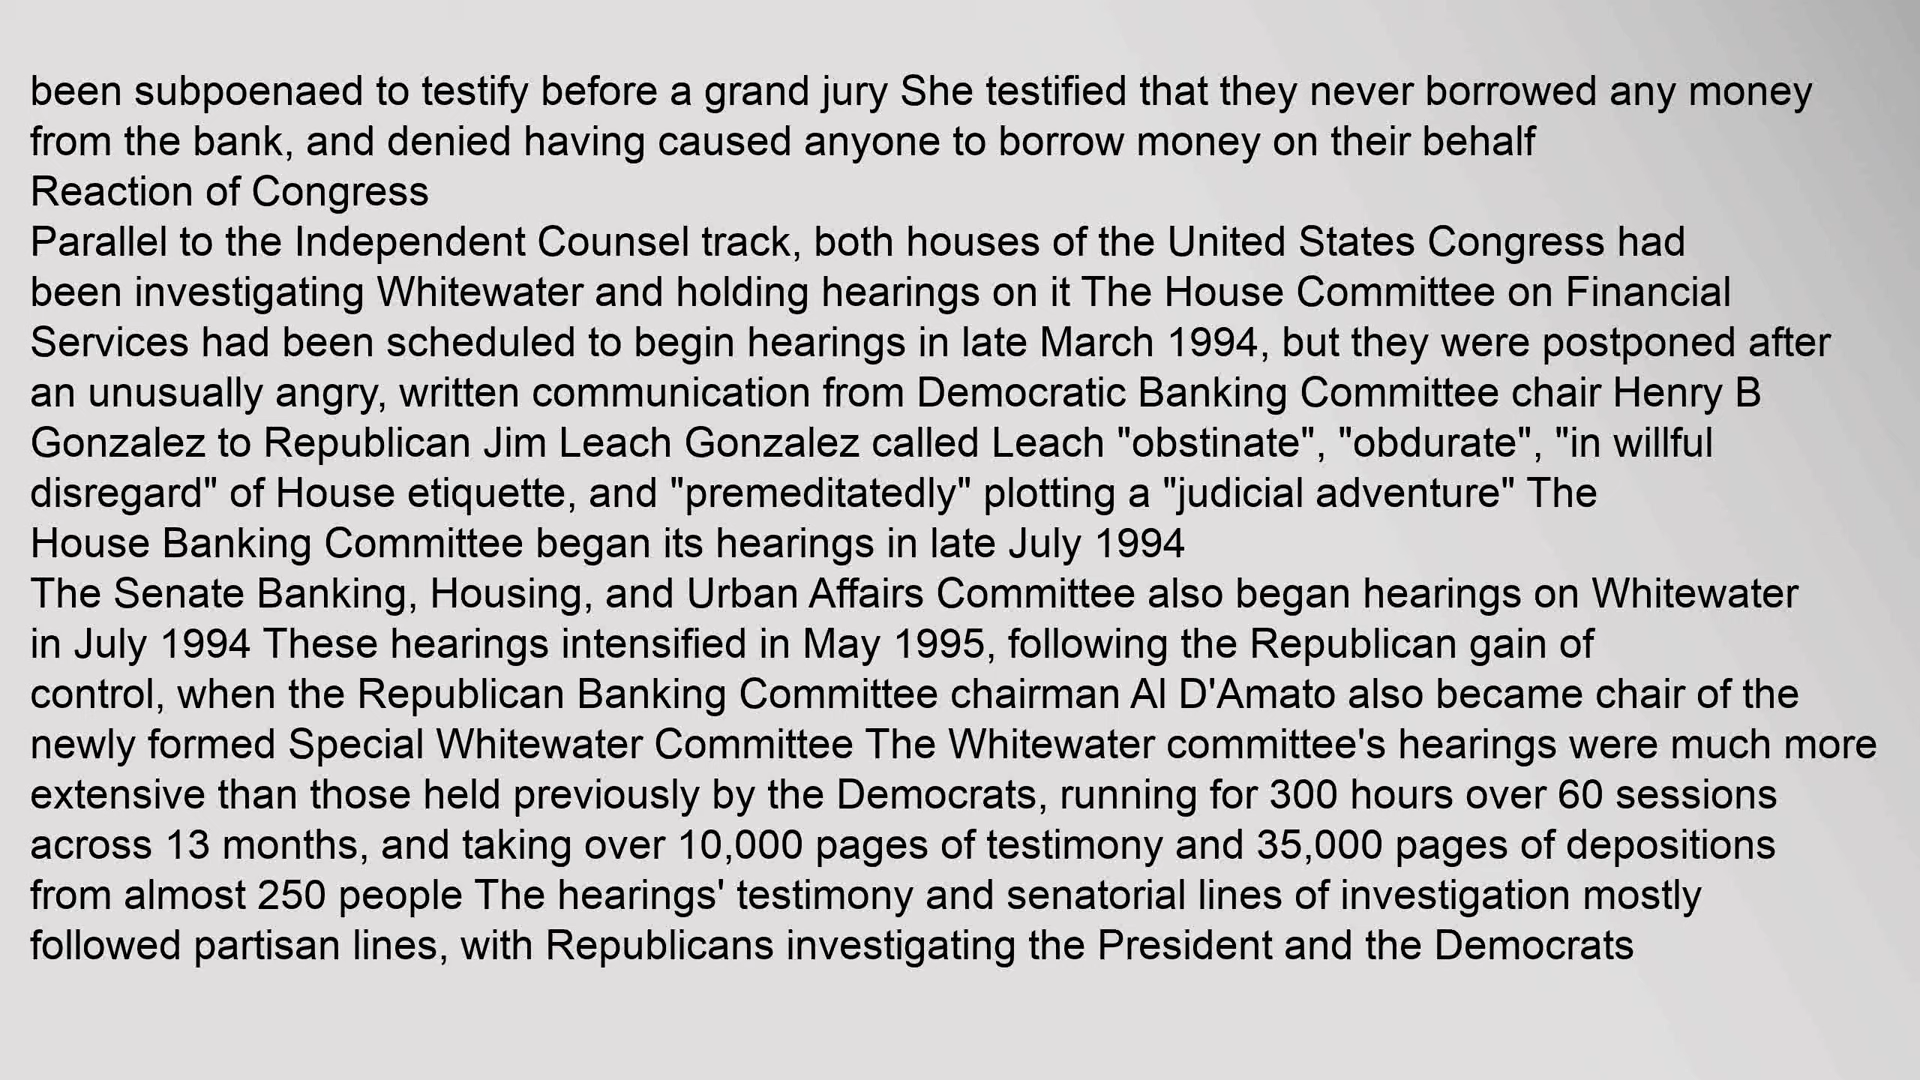 been subpoenaed to testify before a grand jury She testified that they never borrowed any money
from the bank, and denied having caused anyone to borrow money on their behalf
Reaction of Congress
Parallel to the Independent Counsel track, both houses of the United States Congress had
been investigating Whitewater and holding hearings on it The House Committee on Financial
Services had been scheduled to begin hearings in late March 1994, but they were postponed after
an unusually angry, written communication from Democratic Banking Committee chair Henry B
Gonzalez to Republican Jim Leach Gonzalez called Leach "obstinate", "obdurate", "in willful
disregard" of House etiquette, and "premeditatedly" plotting a "judicial adventure" The
House Banking Committee began its hearings in late July 1994
The Senate Banking, Housing, and Urban Affairs Committee also began hearings on Whitewater
in July 1994 These hearings intensified in May 1995, following the Republican gain of
control, when the Republican Banking Committee chairman Al D'Amato also became chair of the
newly formed Special Whitewater Committee The Whitewater committee's hearings were much more
extensive than those held previously by the Democrats, running for 300 hours over 60 sessions
across 13 months, and taking over 10,000 pages of testimony and 35,000 pages of depositions
from almost 250 people The hearings' testimony and senatorial lines of investigation mostly
followed partisan lines, with Republicans investigating the President and the Democrats